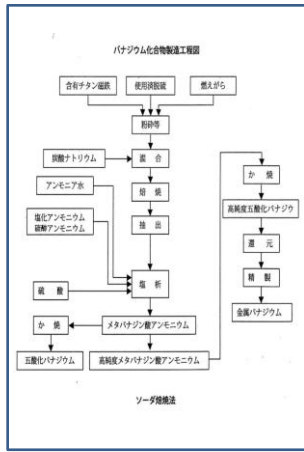 バナジウム化合物製造工程図
含有チタン磁鉄
使用済脱硫
燃えがら
粉砕等
炭酸ナトリウム
混合
か焼
アンモニア水
焙焼
高純度五酸化バナジウ
塩化アンモニウム
硫酸アンモニウム
抽出
還元
精製
硫酸
塩析
金属バナジウム
か焼
メタバナジン酸アンモニウム
五酸化バナジウム
高純度メタバナジン酸アンモニウム
ソーダ焙焼法